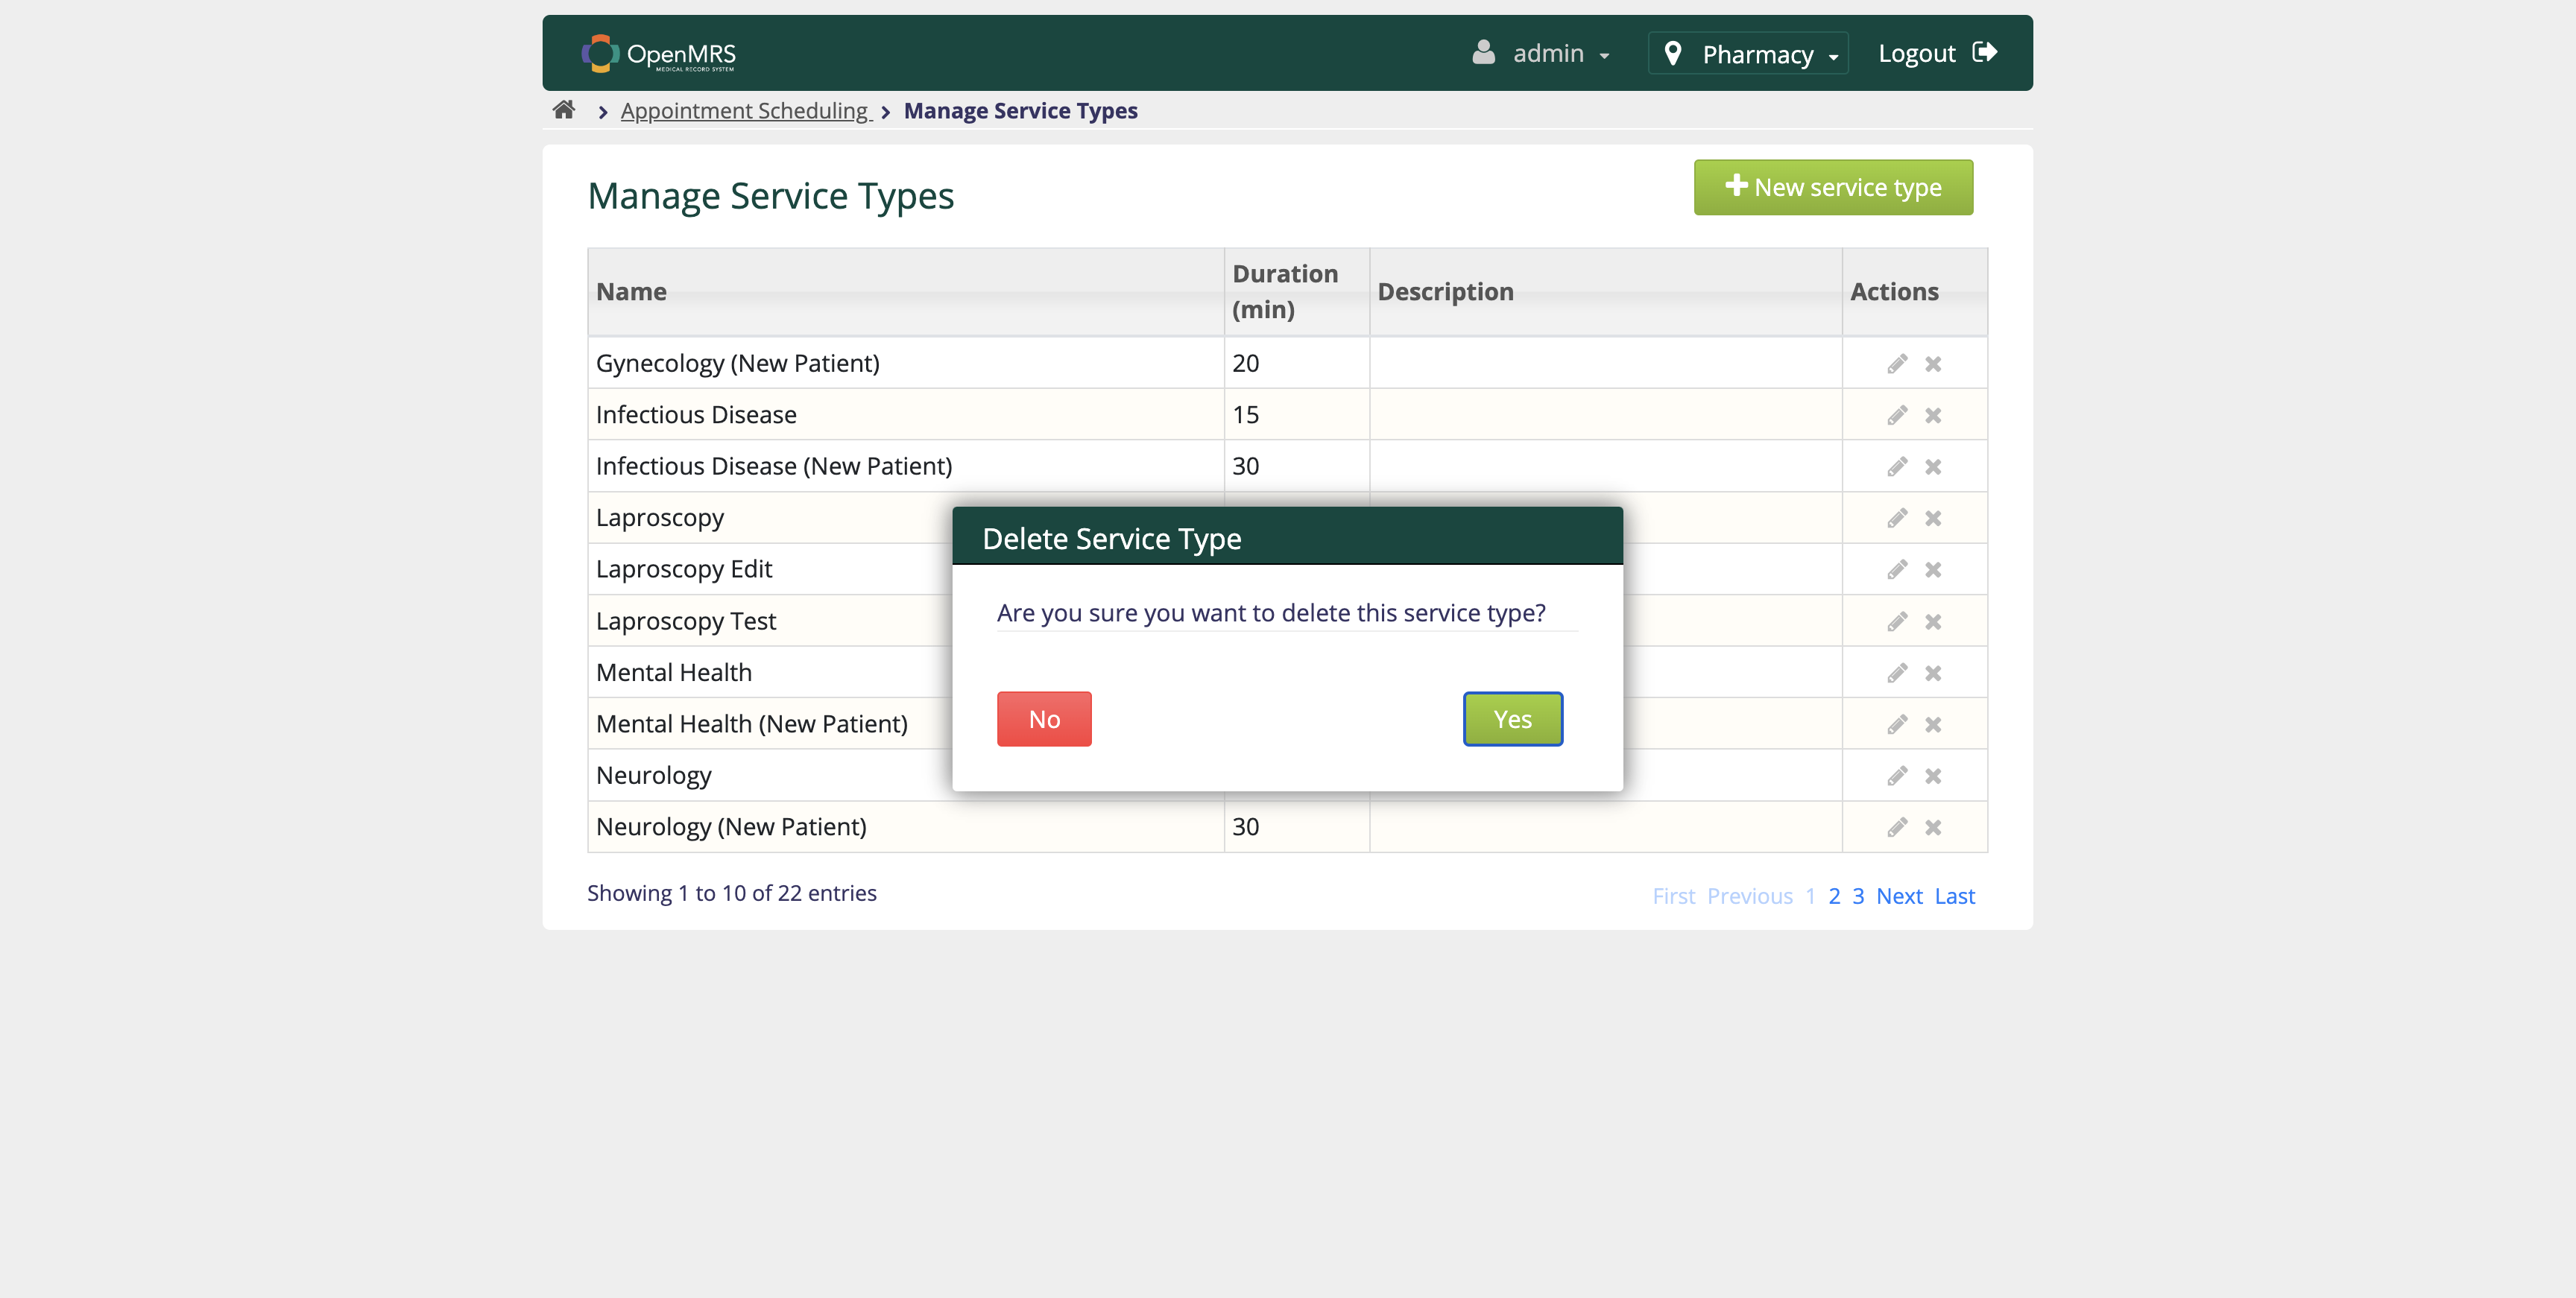 OpenMRS
MEDICAL RECORD SYSTEM
admin
Pharmacy
Logout
Appointment Scheduling
Manage Service Types
Manage Service Types
New service type
Name
Duration
(min)
Description
Actions
Gynecology (New Patient) 20
Infectious Disease 15
Infectious Disease (New Patient) 30
Laproscopy
Laproscopy Edit
Laproscopy Test
Mental Health
Mental Health (New Patient)
Neurology
Neurology (New Patient) 30
Delete Service Type
Are you sure you want to delete this service type?
No
Yes
Showing 1 to 10 of 22 entries
First Previous 1 2 3 Next Last